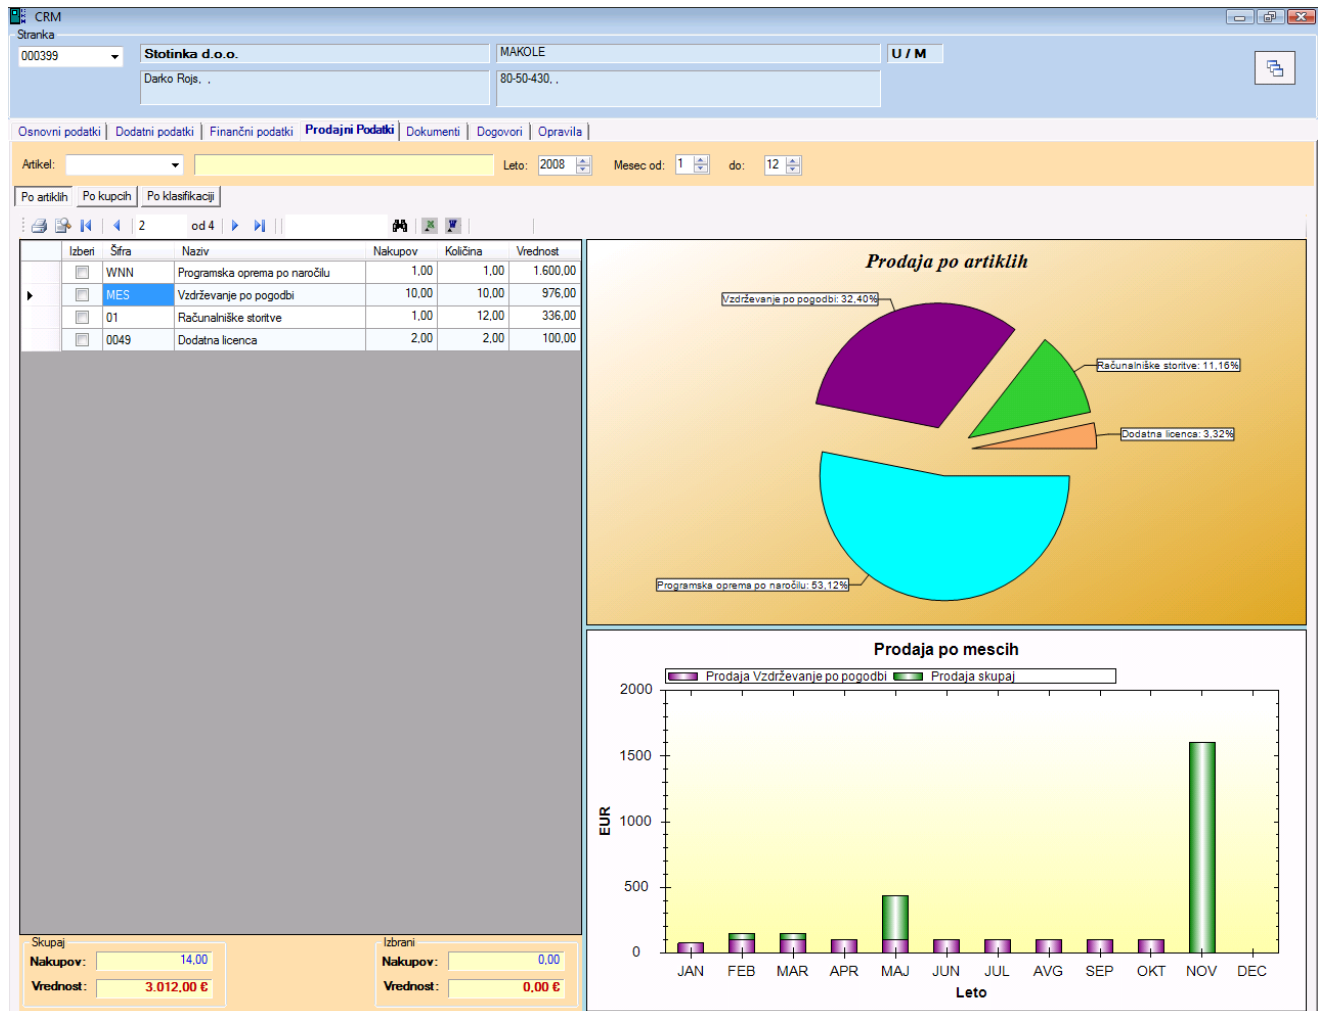 CRM
Stranka
000399
Stotinka d.o.o.
MAKOLE
U / M
Darko Rojs, ,
80-50-430, ,
Osnovni podatki
Dodatni podatki
Finančni podatki
Prodajni Podatki
Dokumenti
Dogovori
Opravila
Artikel:
Leto: 2008
Mesec od: 1
do: 12
Po artiklih
Po kupcih
Po klasifikaciji
2 od 4
Izberi Šifra Naziv Nakupov Količina Vrednost
WNN Programska oprema po naročilu 1,00 1,00 1.600,00
MES Vzdrževanje po pogodbi 10,00 10,00 976,00
01 Računalniške storitve 1,00 12,00 336,00
0049 Dodatna licenca 2,00 2,00 100,00
Prodaja po artiklih
Vzdrževanje po pogodbi: 32,40%
Računalniške storitve: 11,16%
Dodatna licenca: 3,32%
Programska oprema po naročilu: 53,12%
Prodaja po mescih
Prodaja Vzdrževanje po pogodbi Prodaja skupaj
2000
1500
1000
500
0
EUR
JAN FEB MAR APR MAJ JUN JUL AVG SEP OKT NOV DEC
Leto
Skupaj
Nakupov: 14,00
Vrednost: 3.012,00 €
Izbrani
Nakupov: 0,00
Vrednost: 0,00 €